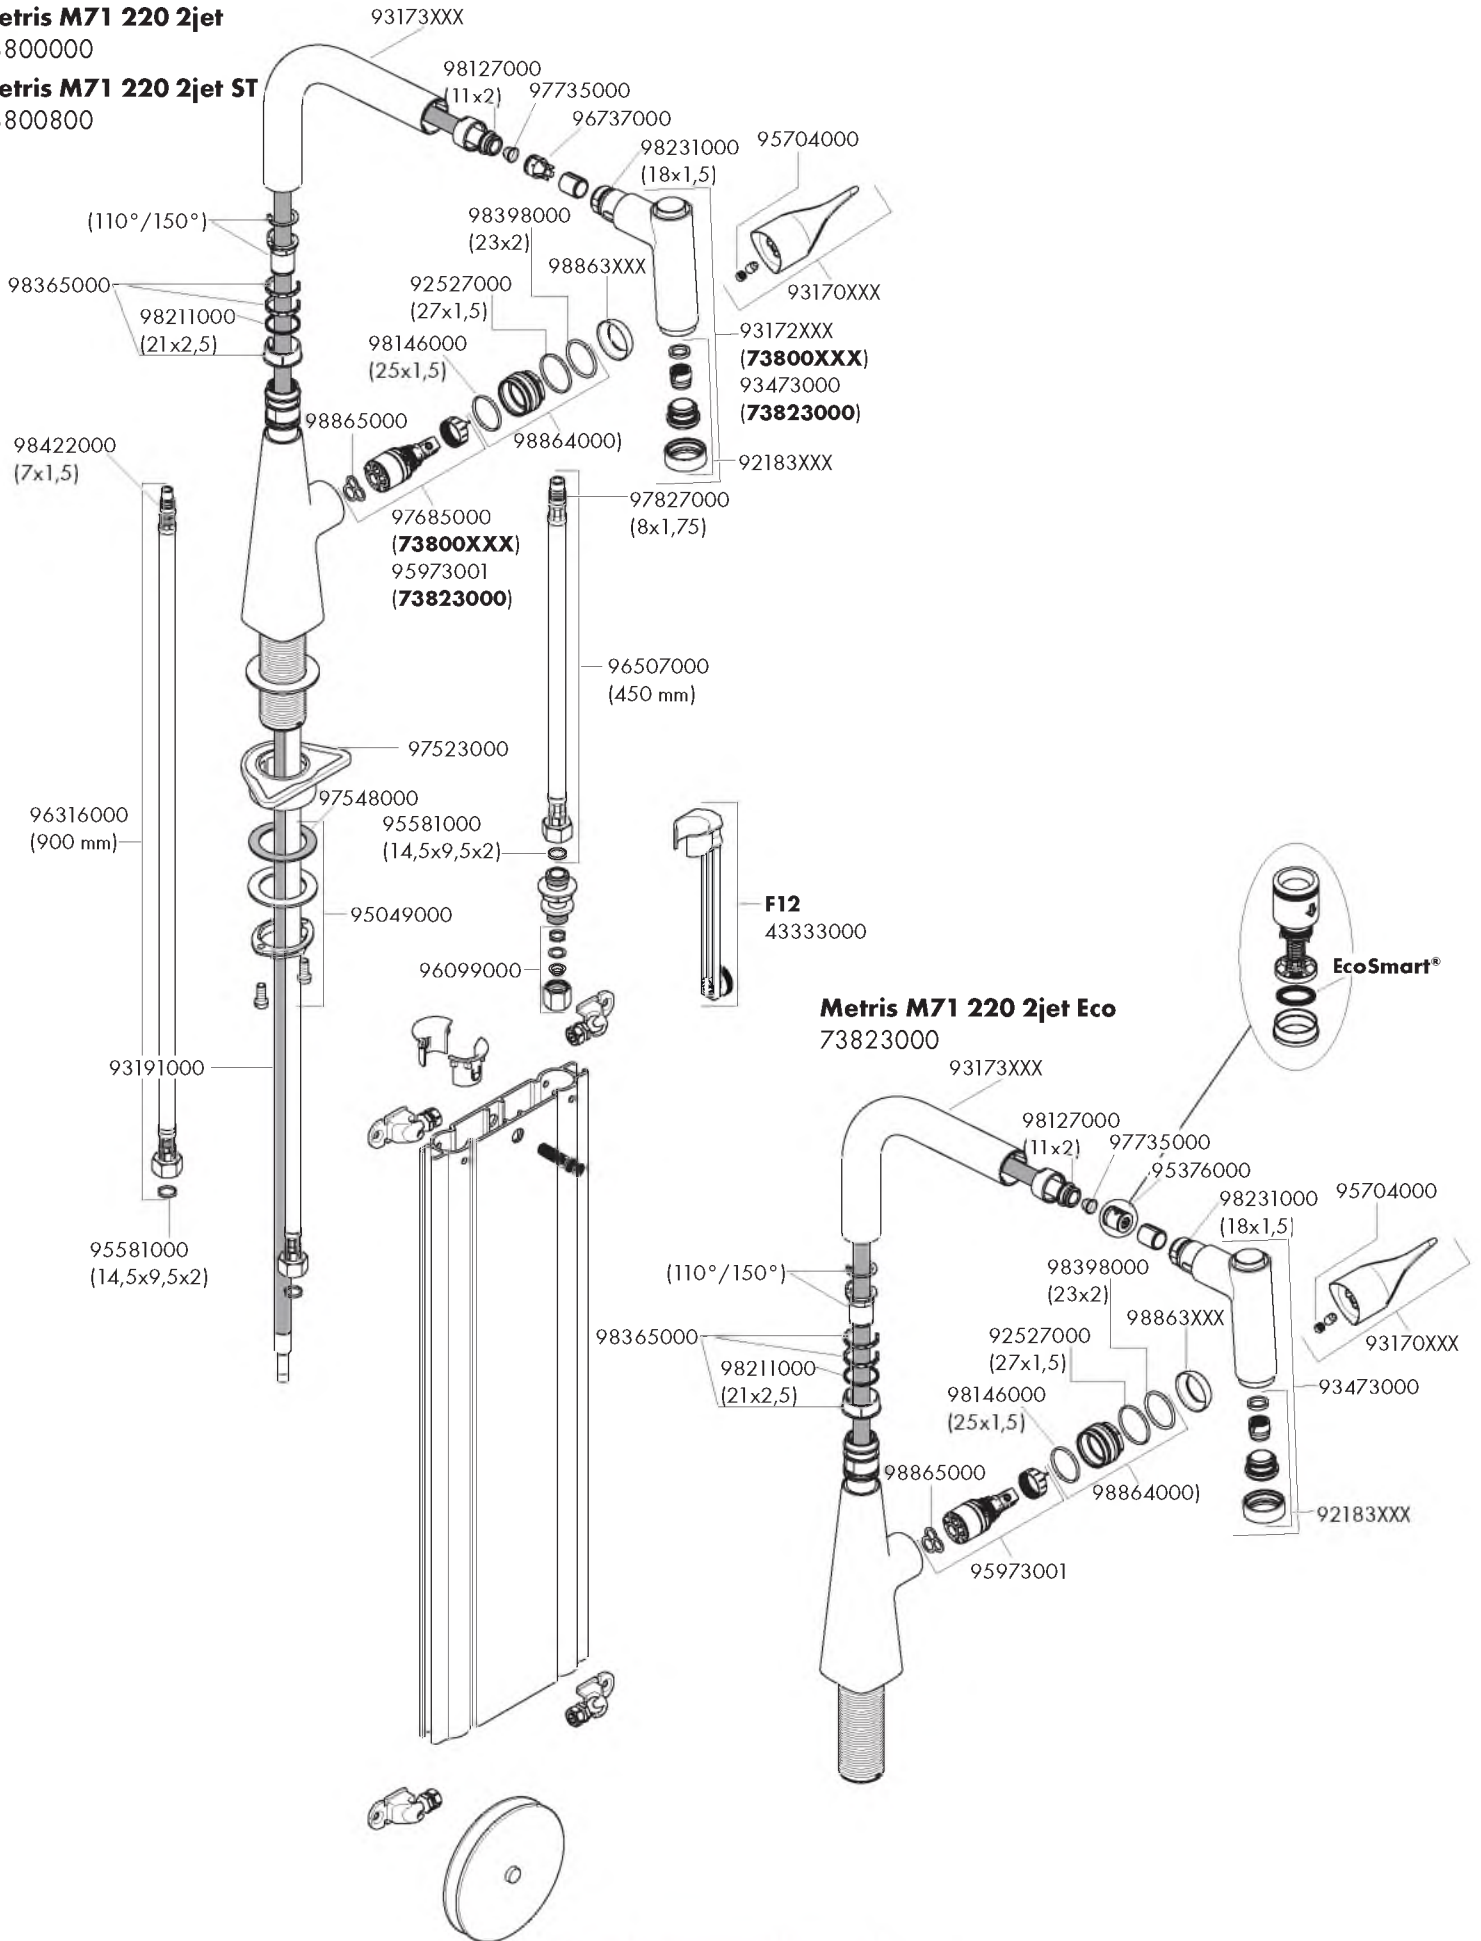 etris M71 220 2jet
800000
etris M71 220 2jet ST
800800
93173XXX
98127000
(11x2)
97735000
96737000
98231000
(18x1,5)
95704000
(110°/150°)
98398000
(23x2)
98863XXX
93170XXX
98365000
98211000
(21x2,5)
92527000
(27x1,5)
98146000
(25x1,5)
93172XXX
(73800XXX)
93473000
(73823000)
98865000
98864000)
92183XXX
98422000
(7x1,5)
97827000
(8x1,75)
97685000
(73800XXX)
95973001
(73823000)
96507000
(450 mm)
97523000
97548000
96316000
(900 mm)
95581000
(14,5x9,5x2)
95049000
F12
43333000
96099000
93191000
95581000
(14,5x9,5x2)
EcoSmart®
Metris M71 220 2jet Eco
73823000
93173XXX
98127000
(11x2)
97735000
95376000
98231000
(18x1,5)
95704000
(110°/150°)
98398000
(23x2)
98863XXX
93170XXX
98365000
98211000
(21x2,5)
92527000
(27x1,5)
98146000
(25x1,5)
93473000
98865000
98864000)
92183XXX
95973001